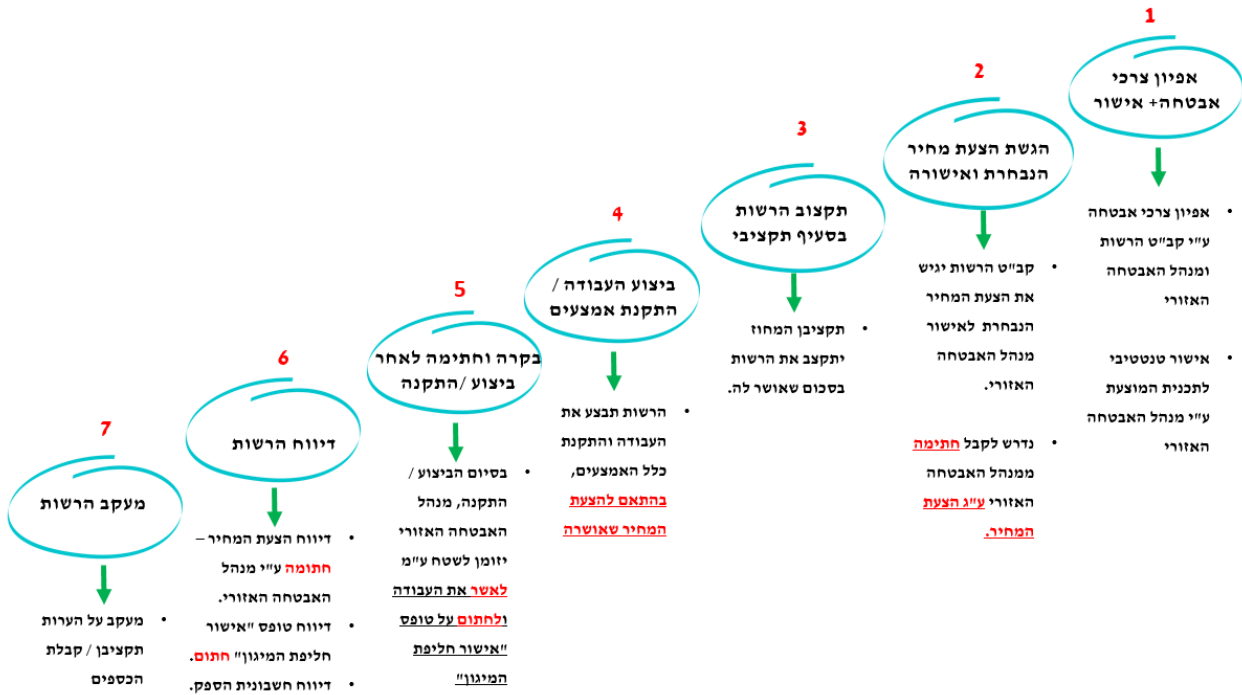 1
אפיון צרכי
אבטחה+ אישור
• אפיון צרכי אבטחה
ע"י קב"ט הרשות
ומנהל האבטחה
האזורי
• אישור טנטטיבי
לתכנית המוצעת
ע"י מנהל האבטחה
האזורי
2
הגשת הצעת מחיר
הנבחרת ואישורה
• קב"ט הרשות יגיש
את הצעת המחיר
הנבחרת לאישור
מנהל האבטחה
האזורי.
• נדרש לקבל חתימה
ממנהל האבטחה
האזורי ע"ג הצעת
המחיר.
3
תקצוב הרשות
בסעיף תקציבי
• תקציבן המחוז
יתקצב את הרשות
בסכום שאושר לה.
4
ביצוע העבודה /
התקנת אמצעים
• הרשות תבצע את
העבודה והתקנת
כלל האמצעים,
בהתאם להצעת
המחיר שאושרה
5
בקרה וחתימה לאחר
ביצוע /התקנה
• בסיום הביצוע /
התקנה, מנהל
האבטחה האזורי
יזומן לשטח ע"מ
לאשר את העבודה
ולחתום על טופס
"אישור חליפת
המיגון"
6
דיווח הרשות
• דיווח הצעת המחיר –
חתומה ע"י מנהל
האבטחה האזורי.
• דיווח טופס "אישור
חליפת המיגון" חתום.
• דיווח חשבונית הספק.
7
מעקב הרשות
• מעקב על הערות
תקציבן / קבלת
הכספים